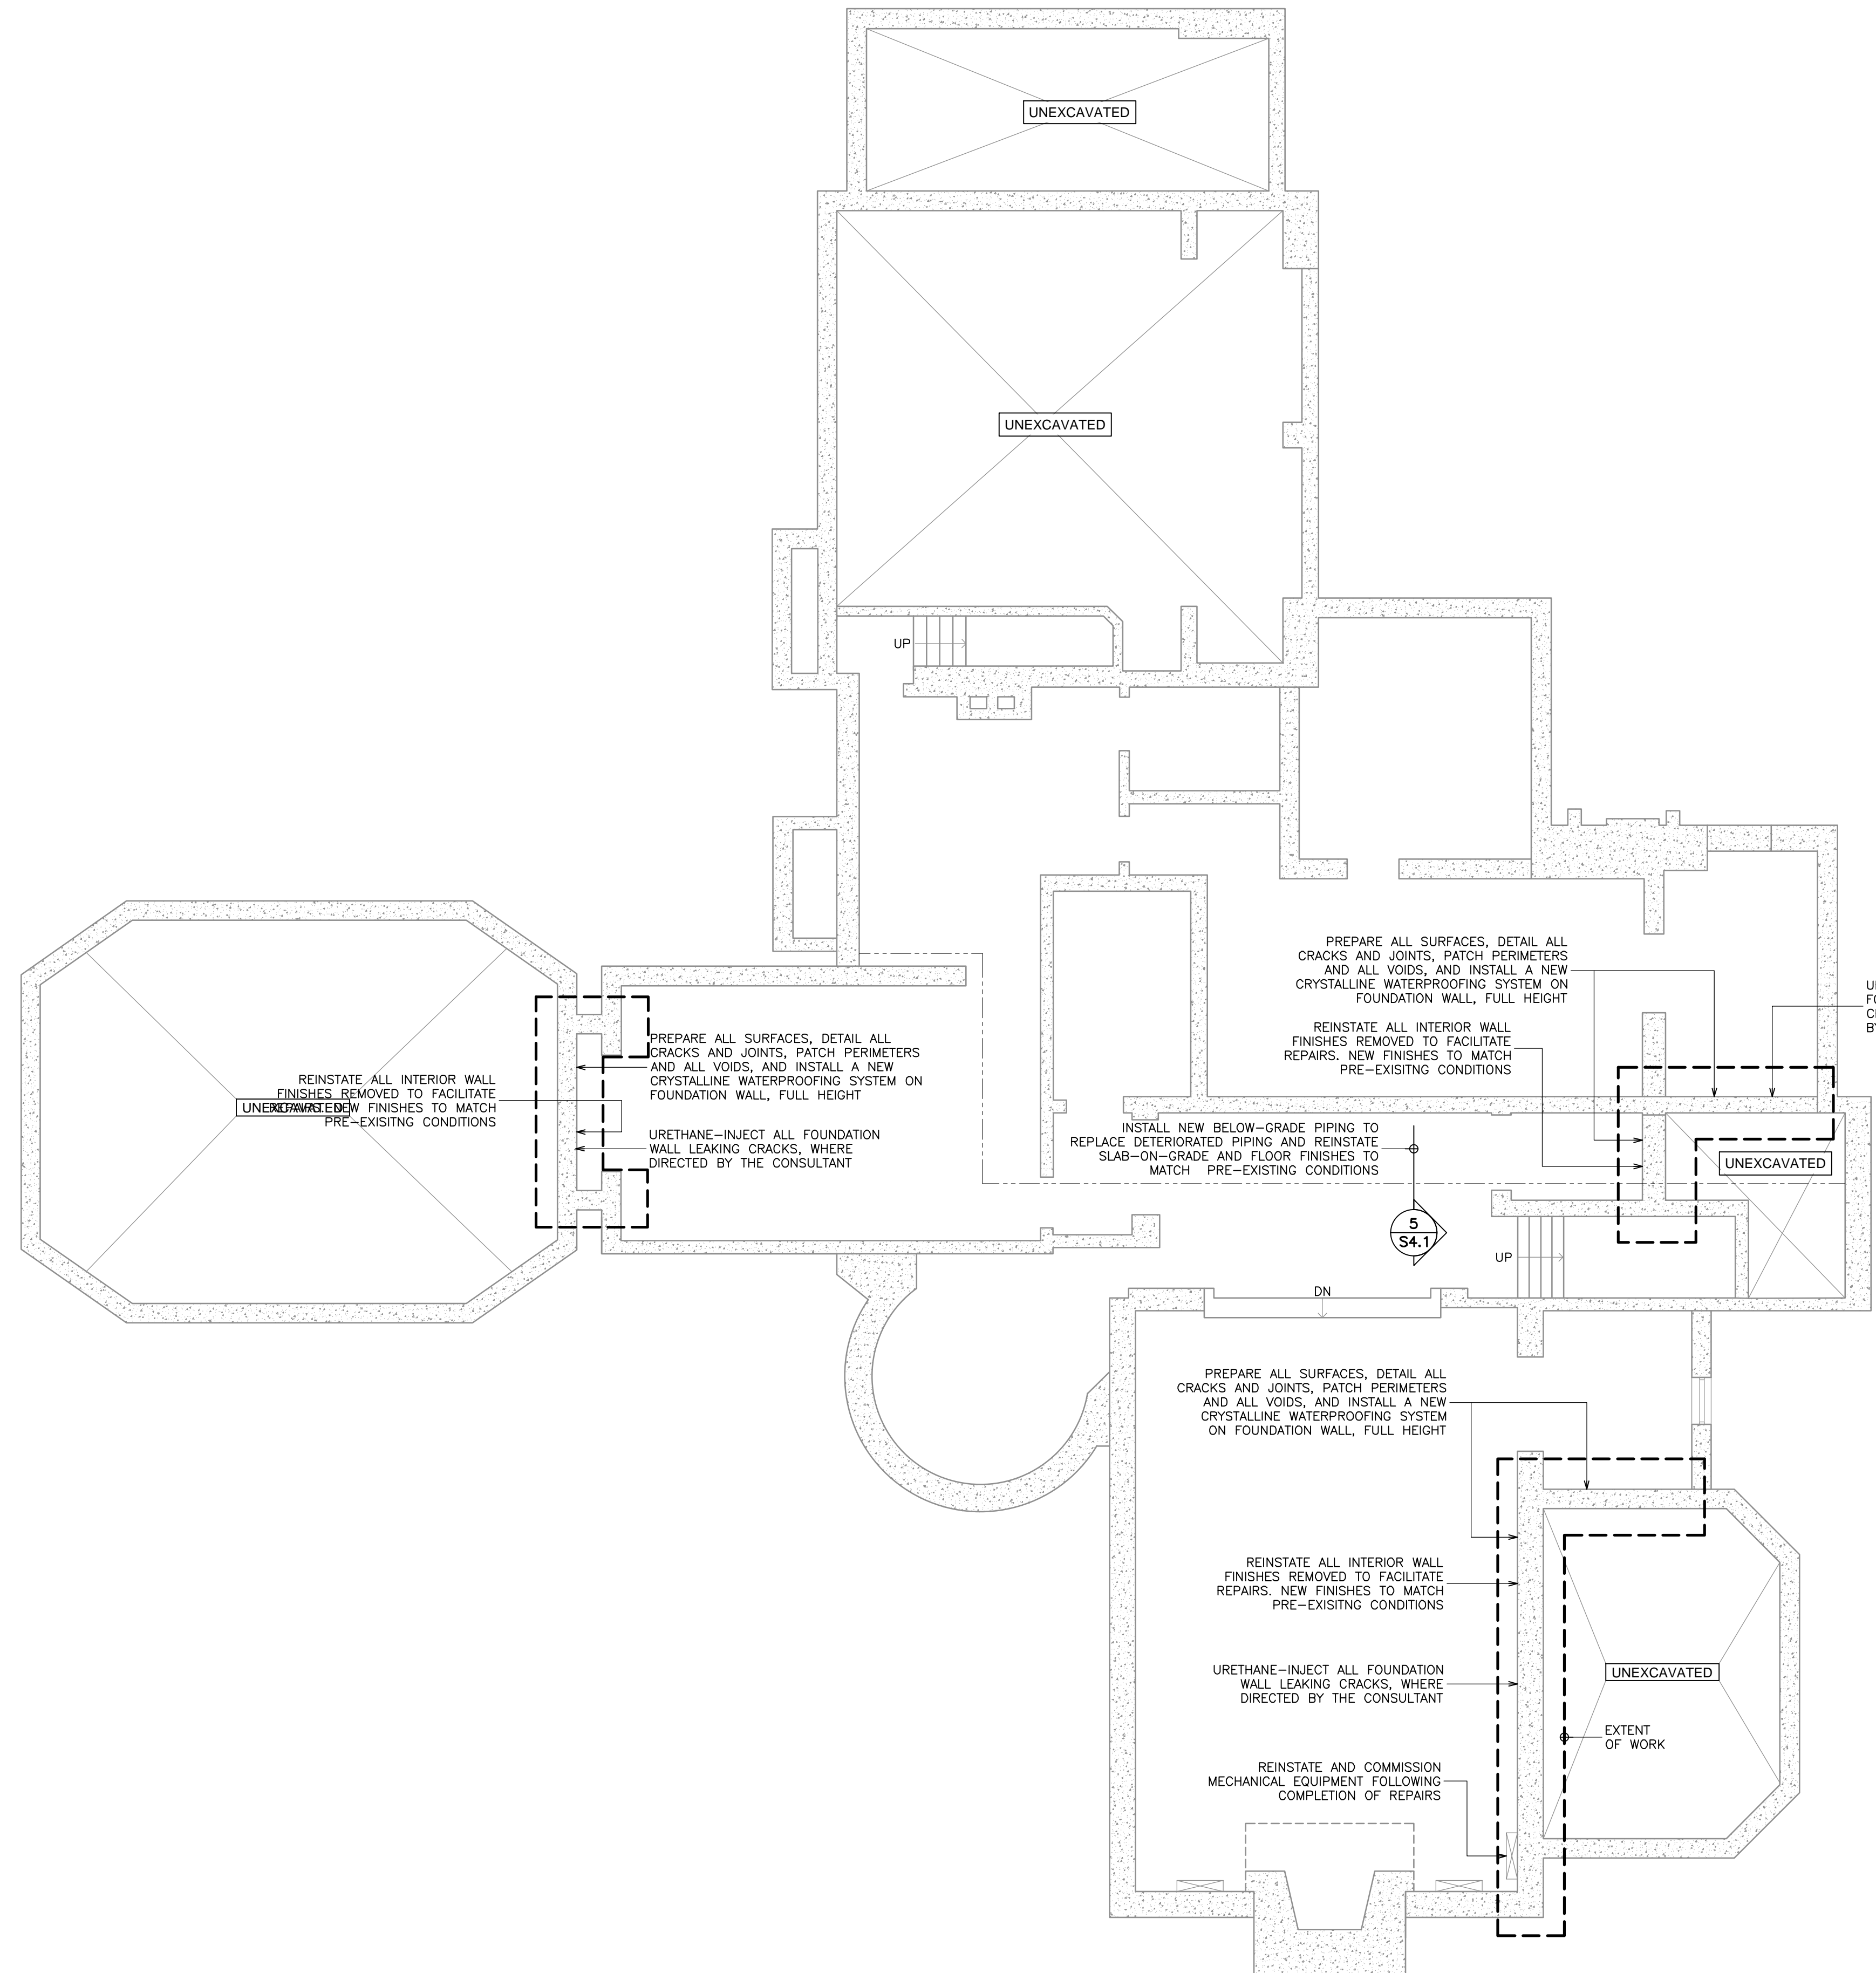 UNEXCAVATED
UNEXCAVATED
UP
PREPARE ALL SURFACES, DETAIL ALL
CRACKS AND JOINTS, PATCH PERIMETERS
AND ALL VOIDS, AND INSTALL A NEW
CRYSTALLINE WATERPROOFING SYSTEM ON
FOUNDATION WALL, FULL HEIGHT
REINSTATE ALL INTERIOR WALL
FINISHES REMOVED TO FACILITATE
REPAIRS. NEW FINISHES TO MATCH
PRE-EXISITNG CONDITIONS
PREPARE ALL SURFACES, DETAIL ALL
CRACKS AND JOINTS, PATCH PERIMETERS
AND ALL VOIDS, AND INSTALL A NEW
CRYSTALLINE WATERPROOFING SYSTEM ON
FOUNDATION WALL, FULL HEIGHT
REINSTATE ALL INTERIOR WALL
FINISHES REMOVED TO FACILITATE
REPAIRS. NEW FINISHES TO MATCH
PRE-EXISITNG CONDITIONS
UNEXCAVATED
URETHANE-INJECT ALL FOUNDATION
WALL LEAKING CRACKS, WHERE
DIRECTED BY THE CONSULTANT
INSTALL NEW BELOW-GRADE PIPING TO
REPLACE DETERIORATED PIPING AND REINSTATE
SLAB-ON-GRADE AND FLOOR FINISHES TO
MATCH PRE-EXISTING CONDITIONS
UNEXCAVATED
5
S4.1
UP
DN
PREPARE ALL SURFACES, DETAIL ALL
CRACKS AND JOINTS, PATCH PERIMETERS
AND ALL VOIDS, AND INSTALL A NEW
CRYSTALLINE WATERPROOFING SYSTEM
ON FOUNDATION WALL, FULL HEIGHT
REINSTATE ALL INTERIOR WALL
FINISHES REMOVED TO FACILITATE
REPAIRS. NEW FINISHES TO MATCH
PRE-EXISITNG CONDITIONS
URETHANE-INJECT ALL FOUNDATION
WALL LEAKING CRACKS, WHERE
DIRECTED BY THE CONSULTANT
UNEXCAVATED
EXTENT
OF WORK
REINSTATE AND COMMISSION
MECHANICAL EQUIPMENT FOLLOWING
COMPLETION OF REPAIRS